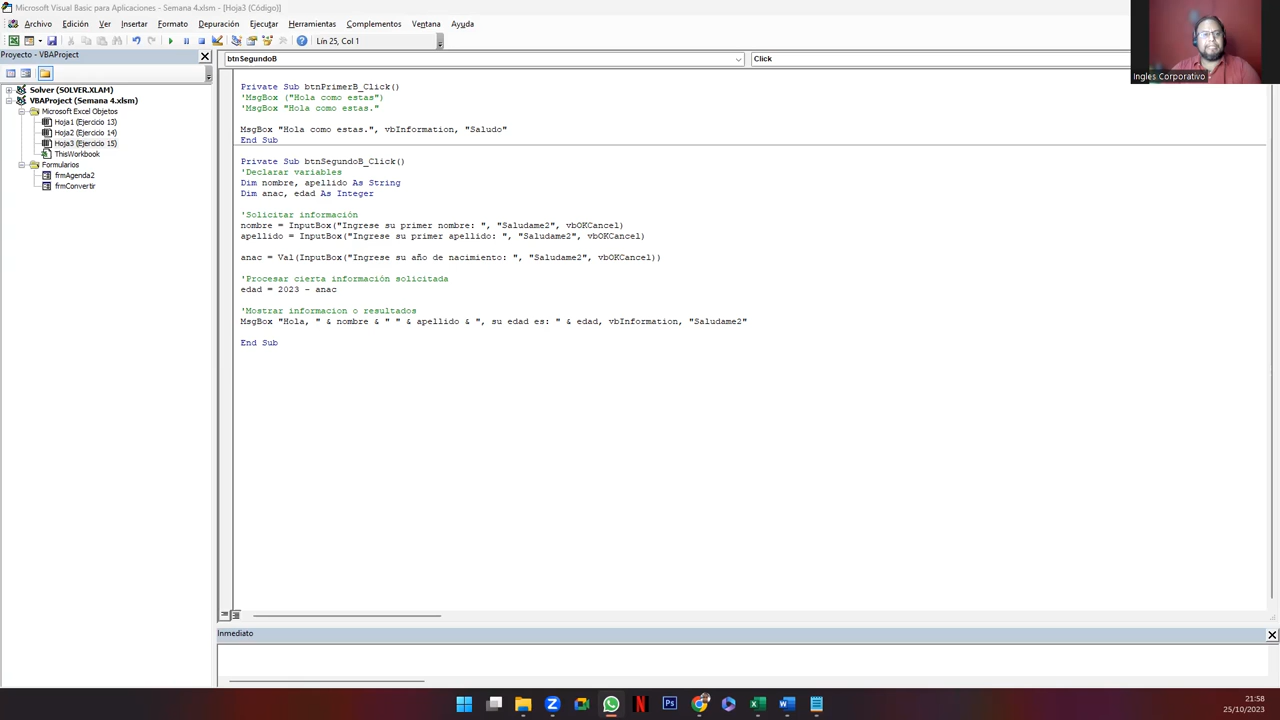 Microsoft Visual Basic para Aplicaciones - Semana 4.xlsm - [Hoja3 (Código)]
Archivo Edición Ver Insertar Formato Depuración Ejecutar Herramientas Complementos Ventana Ayuda
Lín 25, Col 1
Proyecto - VBAProject
Solver (SOLVER.XLAM)
VBAProject (Semana 4.xlsm)
Microsoft Excel Objetos
Hoja1 (Ejercicio 13)
Hoja2 (Ejercicio 14)
Hoja3 (Ejercicio 15)
ThisWorkbook
Formularios
frmAgenda2
frmConvertir
btnSegundoB
Click
Private Sub btnPrimerB_Click()
'MsgBox ("Hola como estas")
'MsgBox "Hola como estas."
MsgBox "Hola como estas.", vbInformation, "Saludo"
End Sub
Private Sub btnSegundoB_Click()
'Declarar variables
Dim nombre, apellido As String
Dim anac, edad As Integer
'Solicitar información
nombre = InputBox("Ingrese su primer nombre: ", "Saludame2", vbOKCancel)
apellido = InputBox("Ingrese su primer apellido: ", "Saludame2", vbOKCancel)
anac = Val(InputBox("Ingrese su año de nacimiento: ", "Saludame2", vbOKCancel))
'Procesar cierta información solicitada
edad = 2023 - anac
'Mostrar informacion o resultados
MsgBox "Hola, " & nombre & " " & apellido & ", su edad es: " & edad, vbInformation, "Saludame2"
End Sub
Inmediato
Ingles Corporativo
21:58
25/10/2023